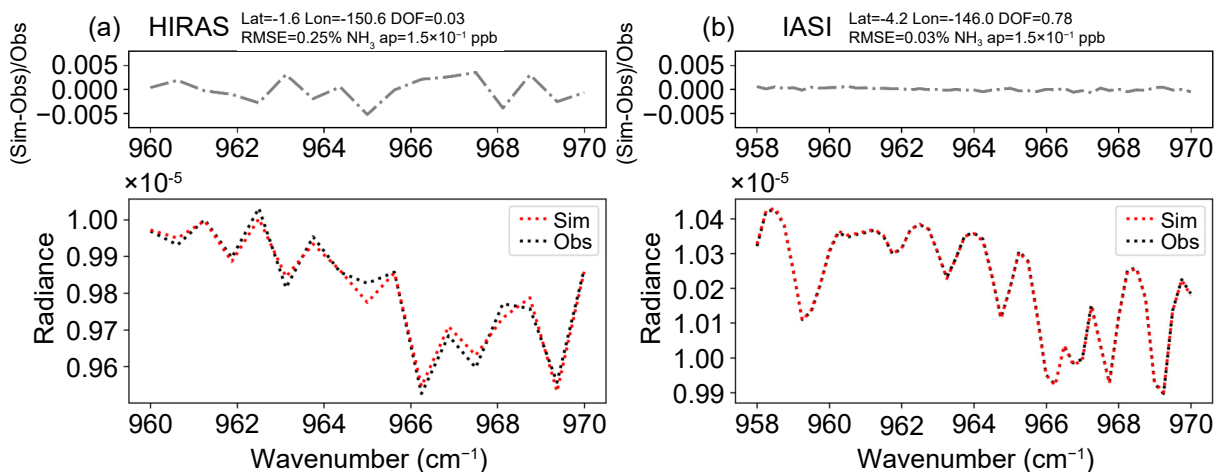 (a) HIRAS Lat=-1.6 Lon=-150.6 DOF=0.03
RMSE=0.25% NH₃ ap=1.5×10⁻¹ ppb
(Sim-Obs)/Obs
0.005
0.000
−0.005
960 962 964 966 968 970
×10⁻⁵
Radiance
1.00
0.99
0.98
0.97
0.96
Sim
Obs
960 962 964 966 968 970
Wavenumber (cm⁻¹)
(b) IASI Lat=-4.2 Lon=-146.0 DOF=0.78
RMSE=0.03% NH₃ ap=1.5×10⁻¹ ppb
(Sim-Obs)/Obs
0.005
0.000
−0.005
958 960 962 964 966 968 970
×10⁻⁵
Radiance
1.04
1.03
0.02
1.01
1.00
0.99
Sim
Obs
958 960 962 964 966 968 970
Wavenumber (cm⁻¹)